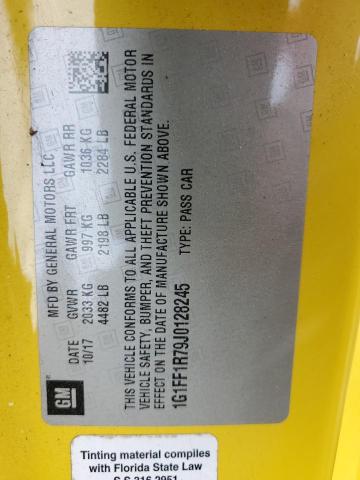 MFD BY GENERAL MOTORS LLC
DATE GVWR GAWR FRT GAWR RR
10/17 2033 KG 997 KG 1036 KG
4482 LB 2198 LB 2284 LB
THIS VEHICLE CONFORMS TO ALL APPLICABLE U.S. FEDERAL MOTOR
VEHICLE SAFETY, BUMPER, AND THEFT PREVENTION STANDARDS IN
EFFECT ON THE DATE OF MANUFACTURE SHOWN ABOVE.
1G1FF1R79J0128245 TYPE: PASS CAR
GM
Tinting material complies
with Florida State Law
S.S 316.2951